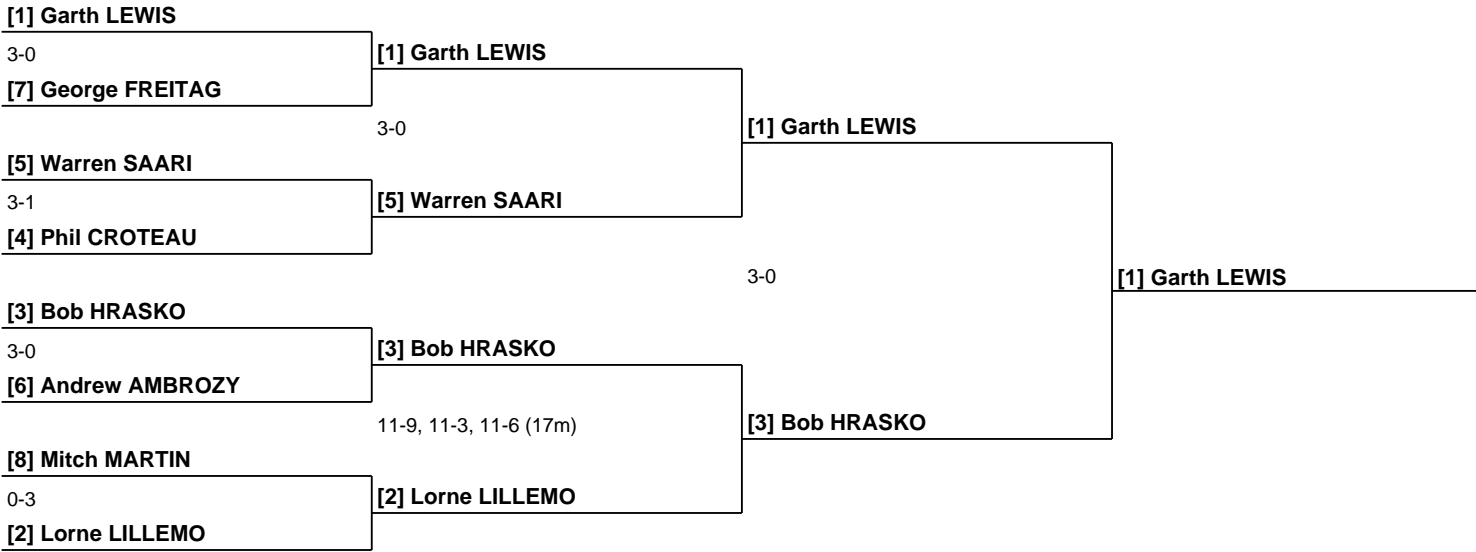 [1] Garth LEWIS
3-0
[7] George FREITAG
[5] Warren SAARI
3-1
[4] Phil CROTEAU
[3] Bob HRASKO
3-0
[6] Andrew AMBROZY
[8] Mitch MARTIN
0-3
[2] Lorne LILLEMO
[1] Garth LEWIS
3-0
[5] Warren SAARI
[3] Bob HRASKO
11-9, 11-3, 11-6 (17m)
[2] Lorne LILLEMO
[1] Garth LEWIS
3-0
[3] Bob HRASKO
[1] Garth LEWIS